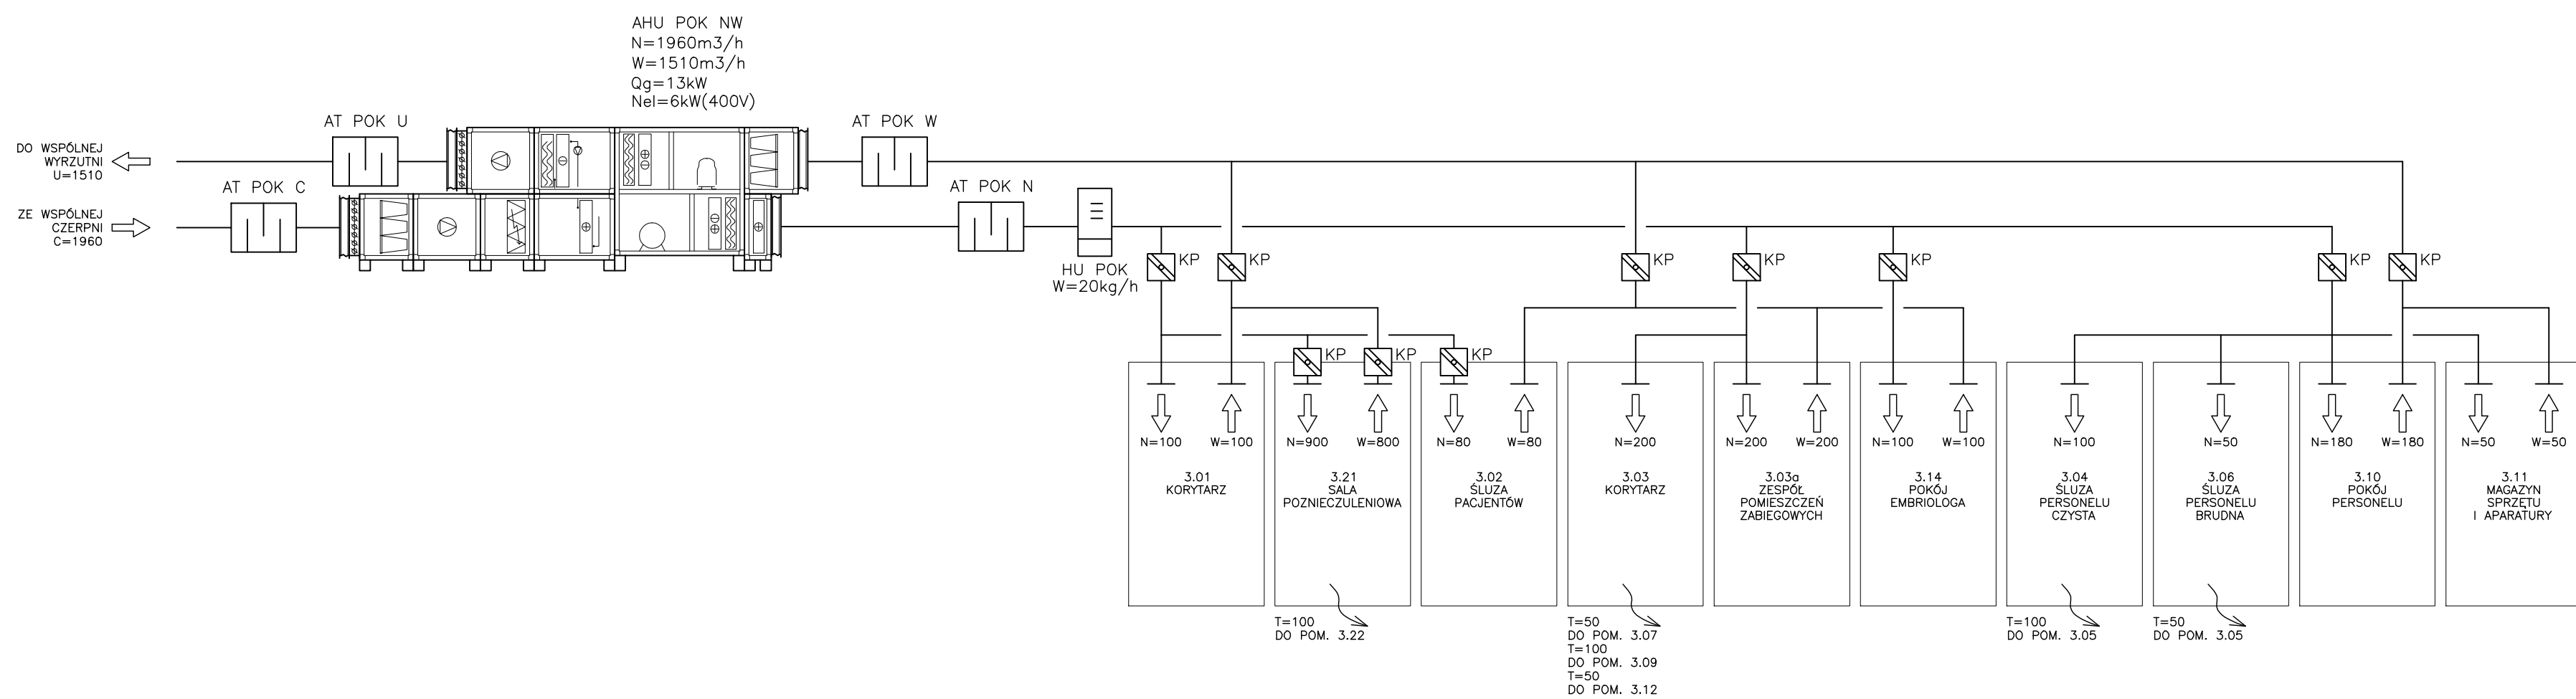 AHU POK NW
N=1960m3/h
W=1510m3/h
Qg=13kW
Nel=6kW(400V)
AT POK U
AT POK W
DO WSPÓLNEJ
WYRZUTNI
U=1510
AT POK C
AT POK N
ZE WSPÓLNEJ
CZERPNI
C=1960
HU POK
W=20kg/h
KP
KP
KP
KP
KP
KP
KP
KP
KP
KP
N=100
W=100
3.01
KORYTARZ
N=900
W=800
3.21
SALA
POZNIECZULENIOWA
T=100
DO POM. 3.22
N=80
W=80
3.02
ŚLUZA
PACJENTÓW
N=200
3.03
KORYTARZ
T=50
DO POM. 3.07
T=100
DO POM. 3.09
T=50
DO POM. 3.12
N=200
W=200
3.03a
ZESPÓŁ
POMIESZCZEŃ
ZABIEGOWYCH
N=100
W=100
3.14
POKÓJ
EMBRIOLOGA
N=100
3.04
ŚLUZA
PERSONELU
CZYSTA
T=100
DO POM. 3.05
N=50
3.06
ŚLUZA
PERSONELU
BRUDNA
T=50
DO POM. 3.05
N=180
W=180
3.10
POKÓJ
PERSONELU
N=50
W=50
3.11
MAGAZYN
SPRZĘTU
I APARATURY